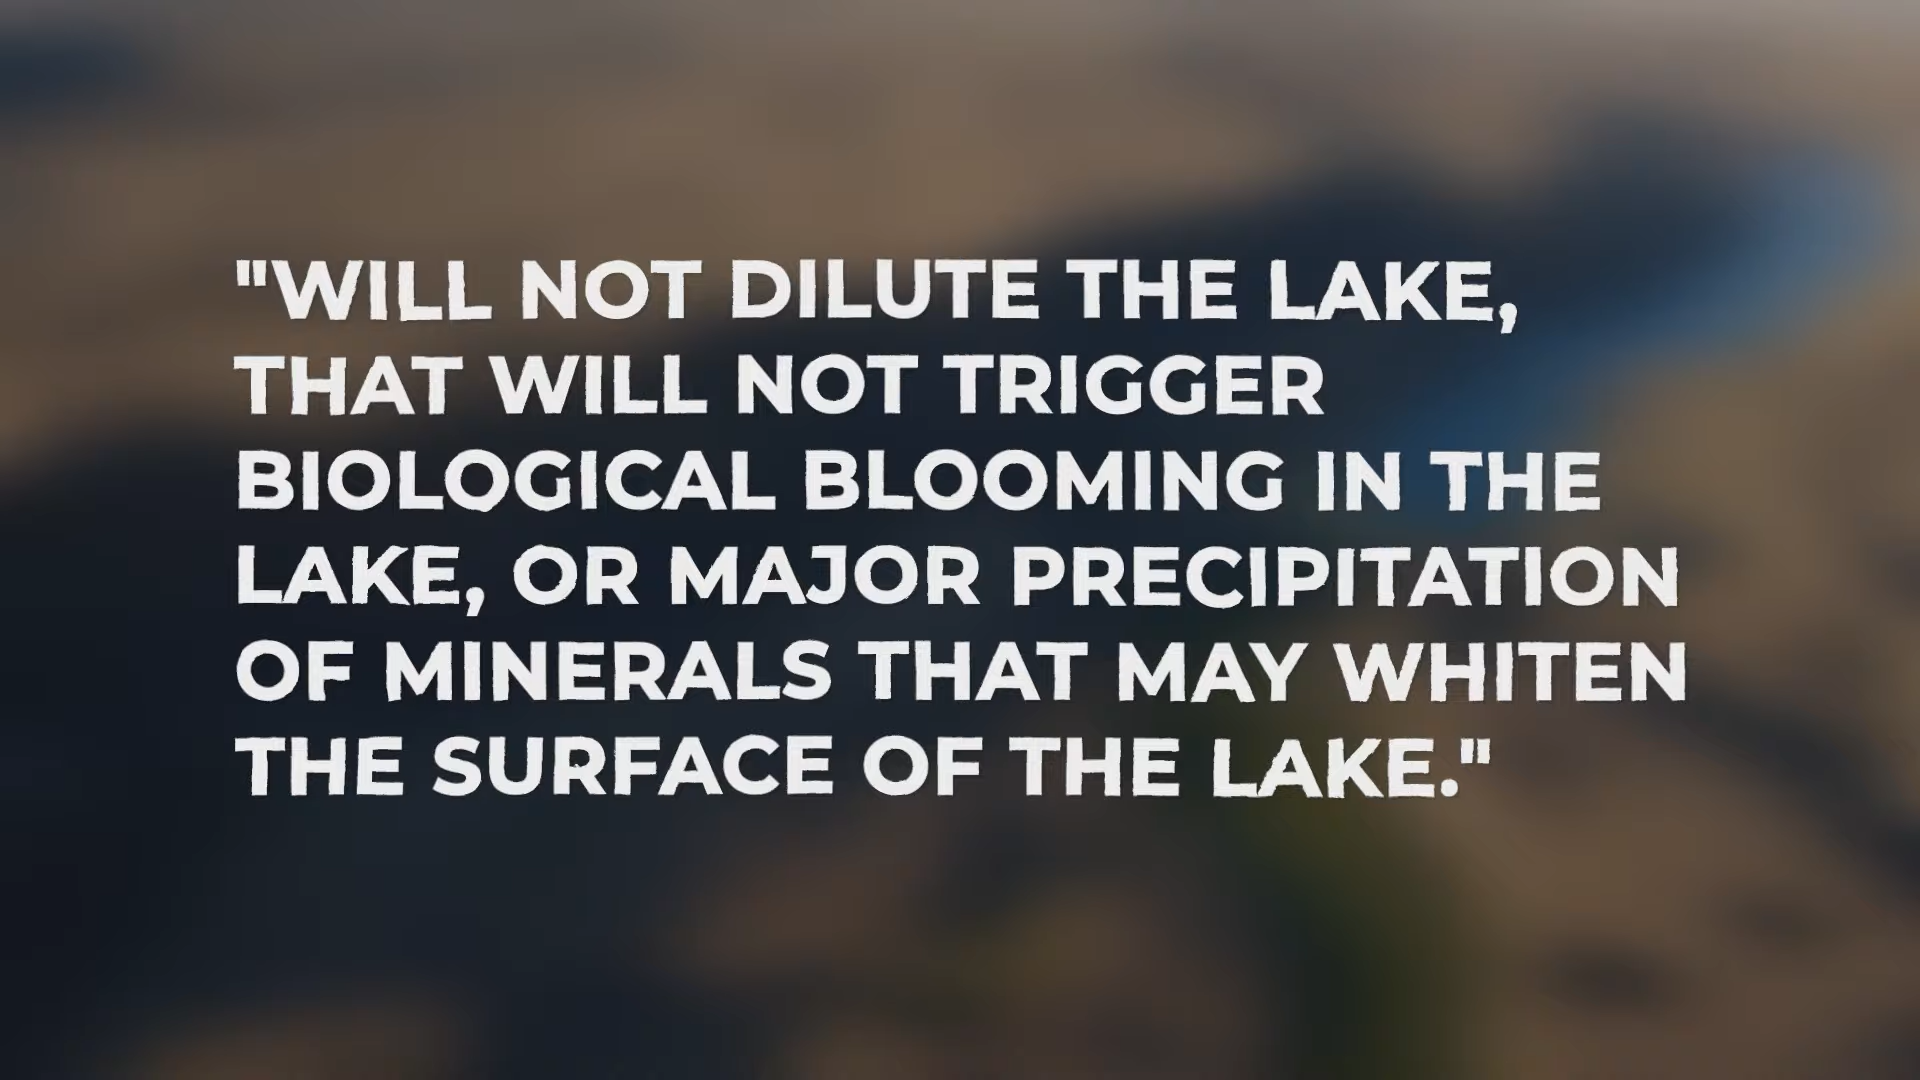 "WILL NOT DILUTE THE LAKE,
THAT WILL NOT TRIGGER
BIOLOGICAL BLOOMING IN THE
LAKE, OR MAJOR PRECIPITATION
OF MINERALS THAT MAY WHITEN
THE SURFACE OF THE LAKE."